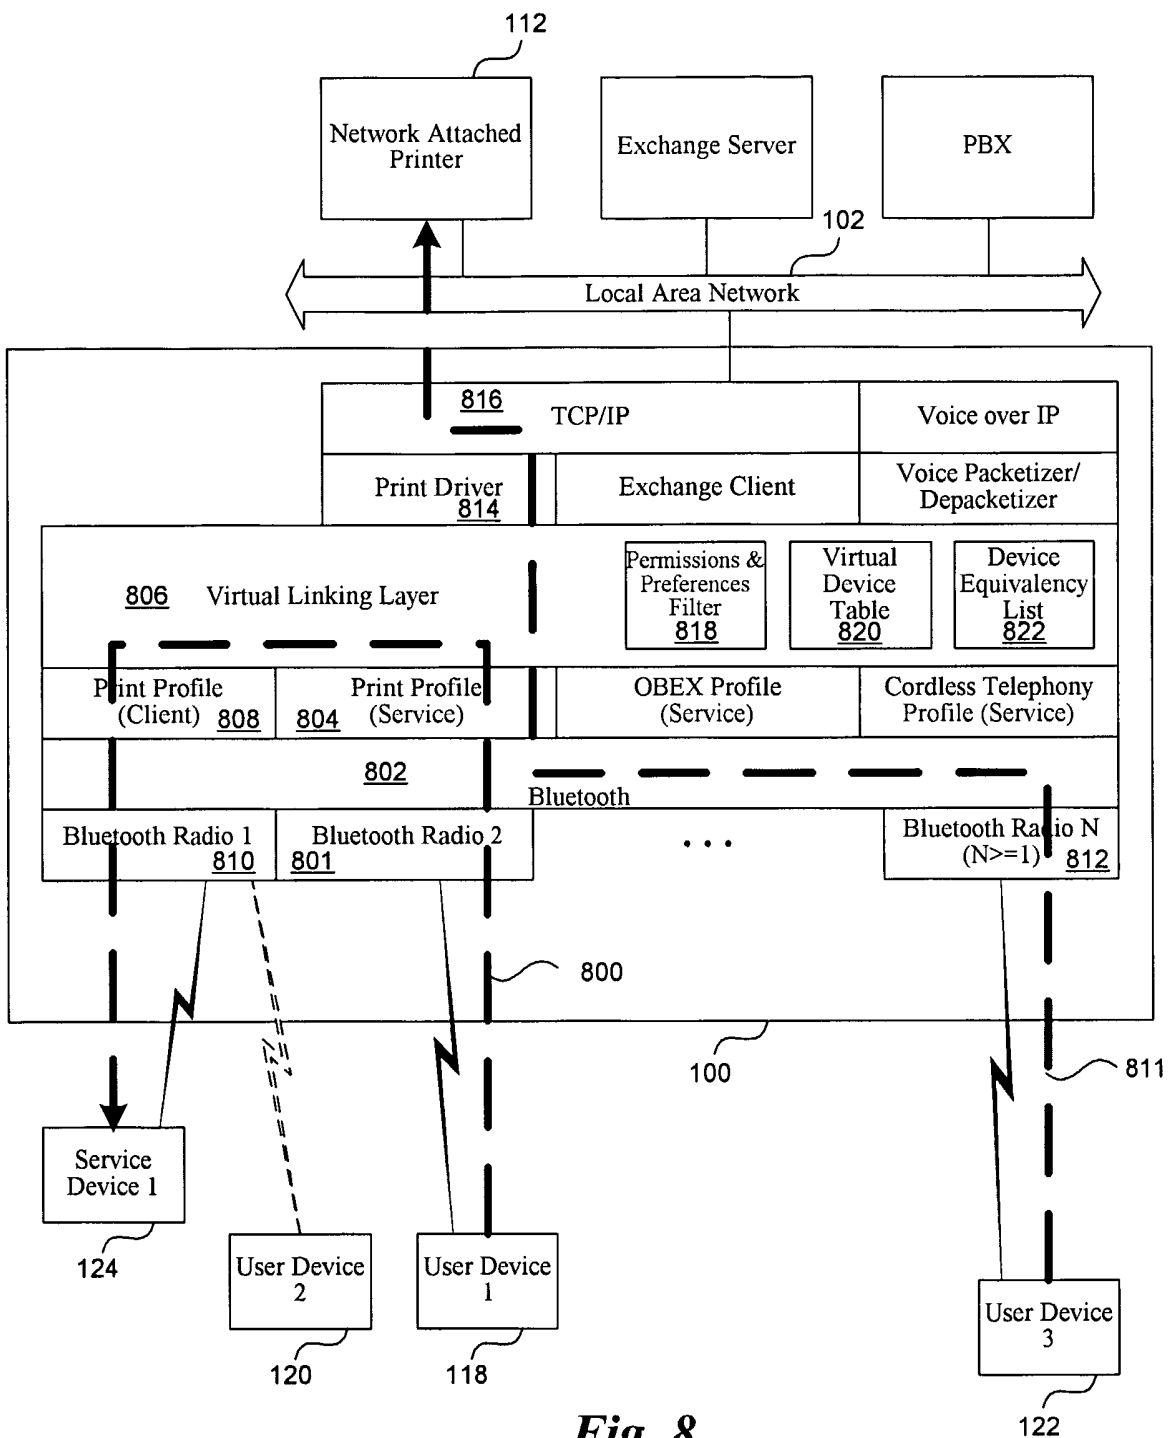 112
Network Attached
Printer
Exchange Server
PBX
102
Local Area Network
816
TCP/IP
Voice over IP
Print Driver
814
Exchange Client
Voice Packetizer/
Depacketizer
806
Virtual Linking Layer
Permissions &
Preferences
Filter
818
Virtual
Device
Table
820
Device
Equivalency
List
822
Print Profile
(Client)
808
Print Profile
(Service)
804
OBEX Profile
(Service)
Cordless Telephony
Profile (Service)
802
Bluetooth
Bluetooth Radio 1
810
Bluetooth Radio 2
801
...
Bluetooth Radio N
(N>=1)
812
800
100
811
Service
Device 1
124
User Device
2
120
User Device
1
118
User Device
3
122
Fig. 8